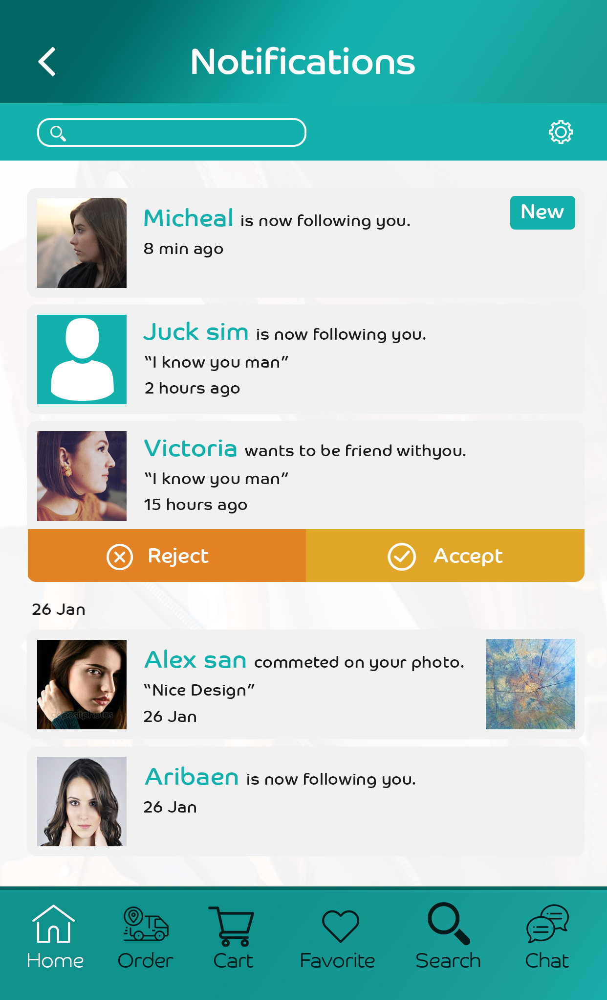 Notifications
Micheal is now following you.
New
8 min ago
Juck sim is now following you.
“I know you man”
2 hours ago
Victoria wants to be friend withyou.
“I know you man”
15 hours ago
Reject
Accept
26 Jan
Alex san commeted on your photo.
“Nice Design”
26 Jan
depositphotos
Aribaen is now following you.
26 Jan
Home
Order
Cart
Favorite
Search
Chat